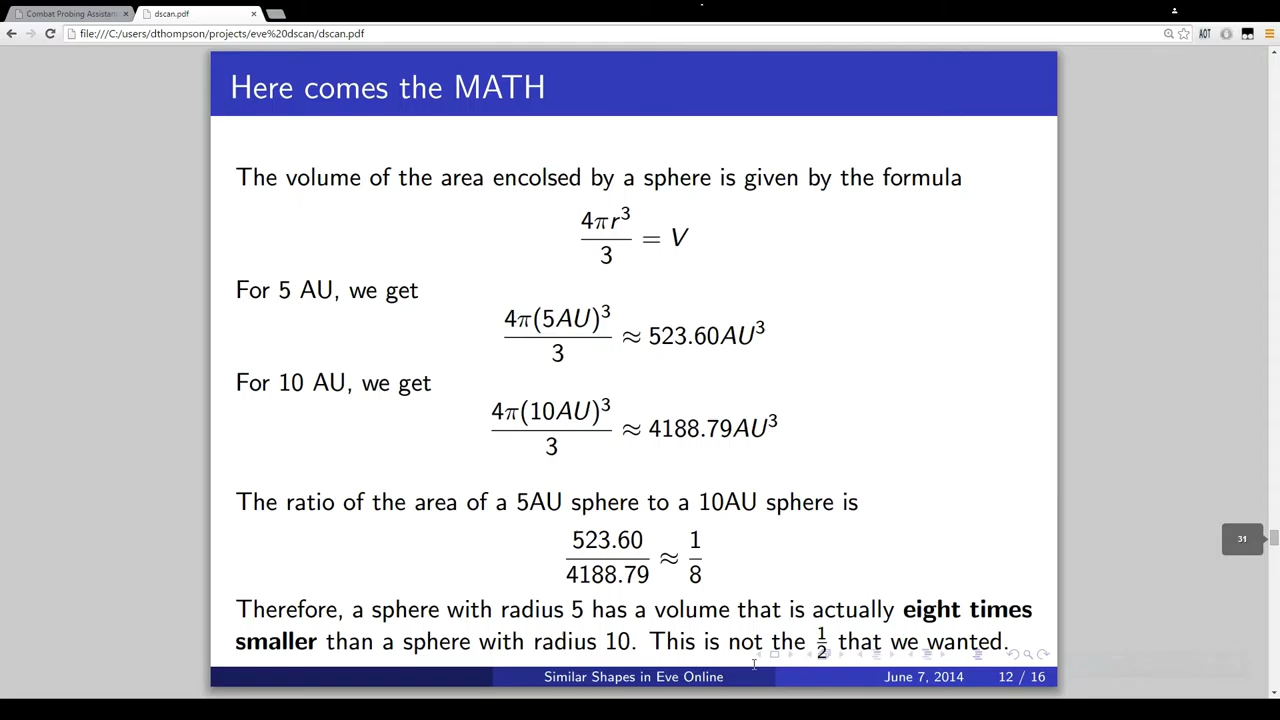 Combat Probing Assistan
dscan.pdf
file:///C:/users/dthompson/projects/eve%20dscan/dscan.pdf
AOT
Here comes the MATH
The volume of the area encolsed by a sphere is given by the formula
4πr³/3 = V
For 5 AU, we get
4π(5AU)³/3 ≈ 523.60AU³
For 10 AU, we get
4π(10AU)³/3 ≈ 4188.79AU³
The ratio of the area of a 5AU sphere to a 10AU sphere is
523.60/4188.79 ≈ 1/8
Therefore, a sphere with radius 5 has a volume that is actually eight times
smaller than a sphere with radius 10. This is not the 1/2 that we wanted.
Similar Shapes in Eve Online
June 7, 2014
12 / 16
31